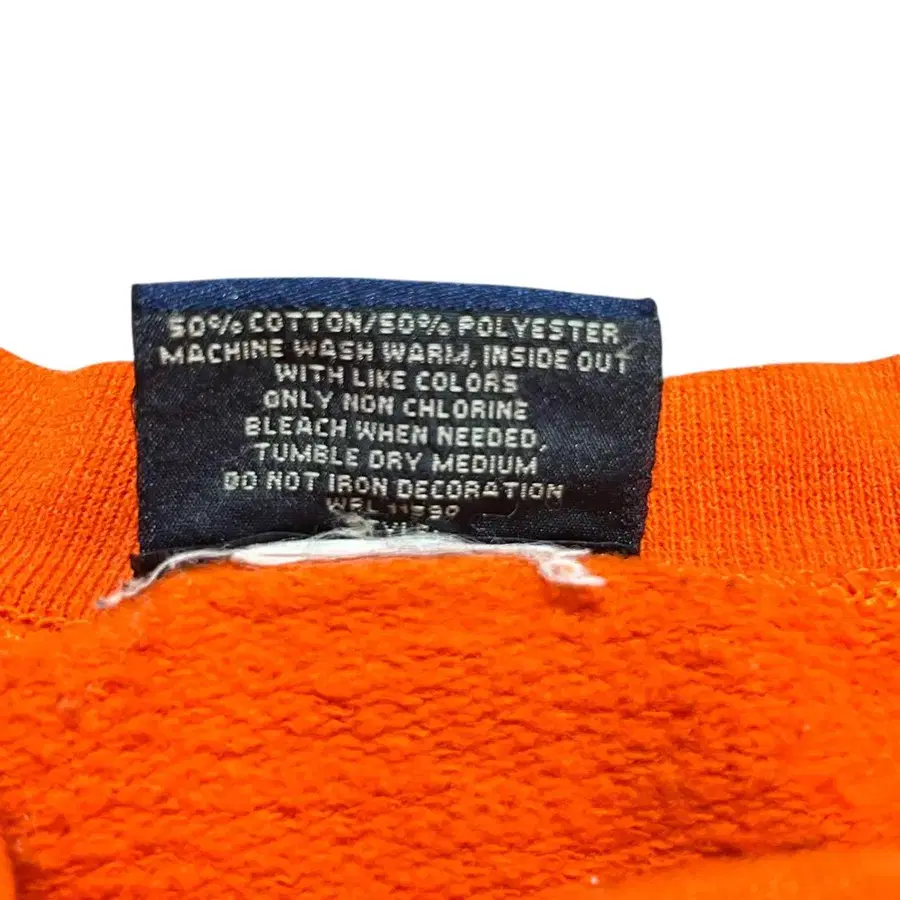 50% COTTON/50% POLYESTER
MACHINE WASH WARM, INSIDE OUT
WITH LIKE COLORS
ONLY NON CHLORINE
BLEACH WHEN NEEDED,
TUMBLE DRY MEDIUM
DO NOT IRON DECORATION